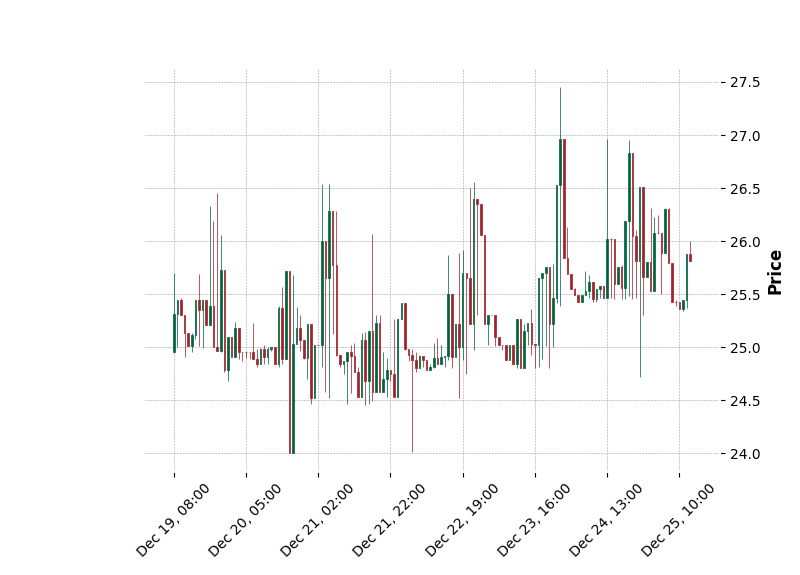 27.5
27.0
26.5
26.0
25.5
25.0
24.5
24.0
Price
Dec 19, 08:00
Dec 20, 05:00
Dec 21, 02:00
Dec 21, 22:00
Dec 22, 19:00
Dec 23, 16:00
Dec 24, 13:00
Dec 25, 10:00